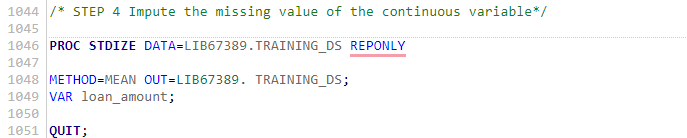 1044 /* STEP 4 Impute the missing value of the continuous variable*/
1045
1046 PROC STDIZE DATA=LIB67389.TRAINING_DS REPONLY
1047
1048 METHOD=MEAN OUT=LIB67389. TRAINING_DS;
1049 VAR loan_amount;
1050
1051 QUIT;